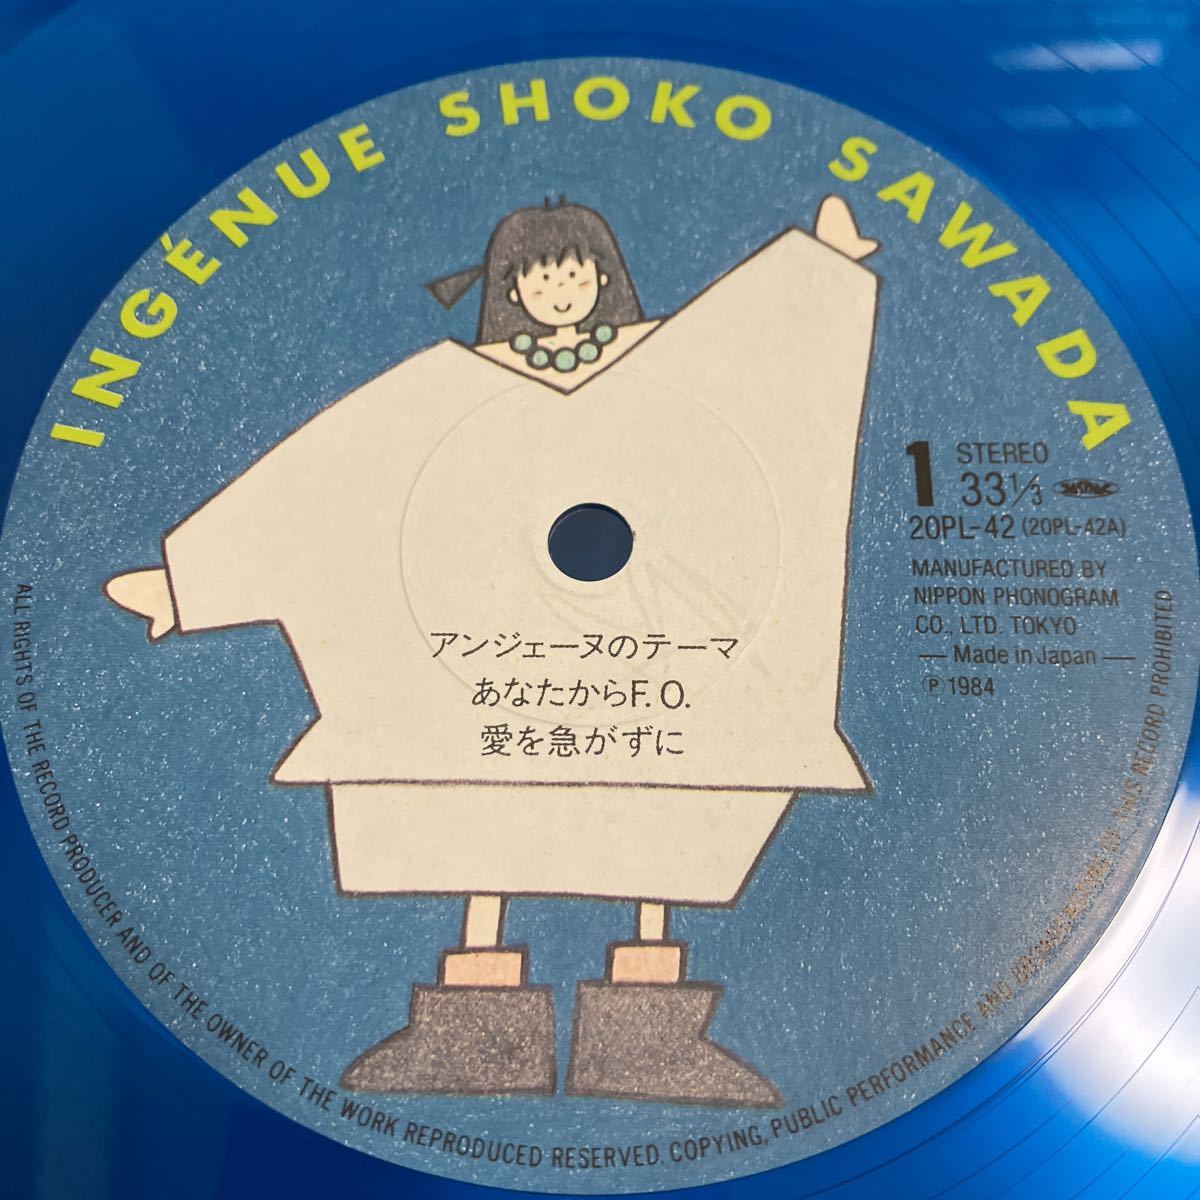 INGÉNUE SHOKO SAWADA
1 STEREO
33 1/3
20PL-42 (20PL-42A)
MANUFACTURED BY
NIPPON PHONOGRAM
CO., LTD. TOKYO
— Made in Japan —
Ⓟ 1984
アンジェーヌのテーマ
あなたからF.O.
愛を急がずに
ALL RIGHTS OF THE RECORD PRODUCER AND OF THE OWNER OF THE WORK REPRODUCED RESERVED. COPYING, PUBLIC PERFORMANCE AND THIS RECORD PROHIBITED